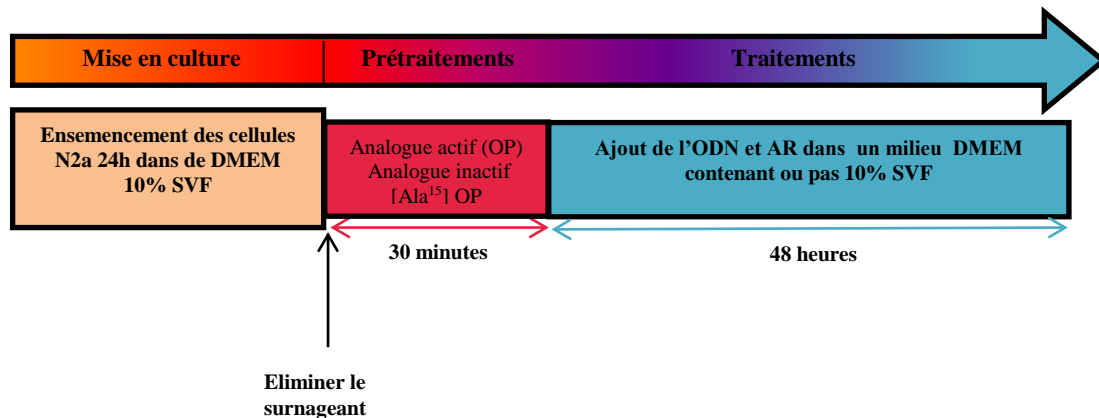 Mise en culture
Prétraitements
Traitements
Ensemencement des cellules
N2a 24h dans de DMEM
10% SVF
Analogue actif (OP)
Analogue inactif
[Ala¹⁵] OP
Ajout de l’ODN et AR dans un milieu DMEM
contenant ou pas 10% SVF
30 minutes
48 heures
Eliminer le
surnageant